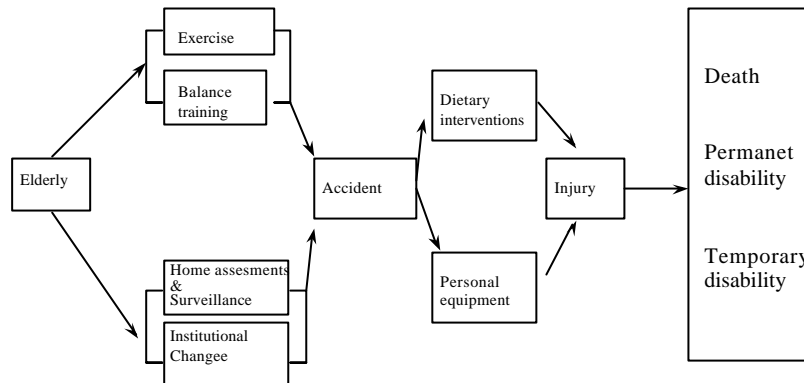 Elderly
Exercise
Balance
training
Home assesments
&
Surveillance
Institutional
Changee
Accident
Dietary
interventions
Personal
equipment
Injury
Death
Permanet
disability
Temporary
disability